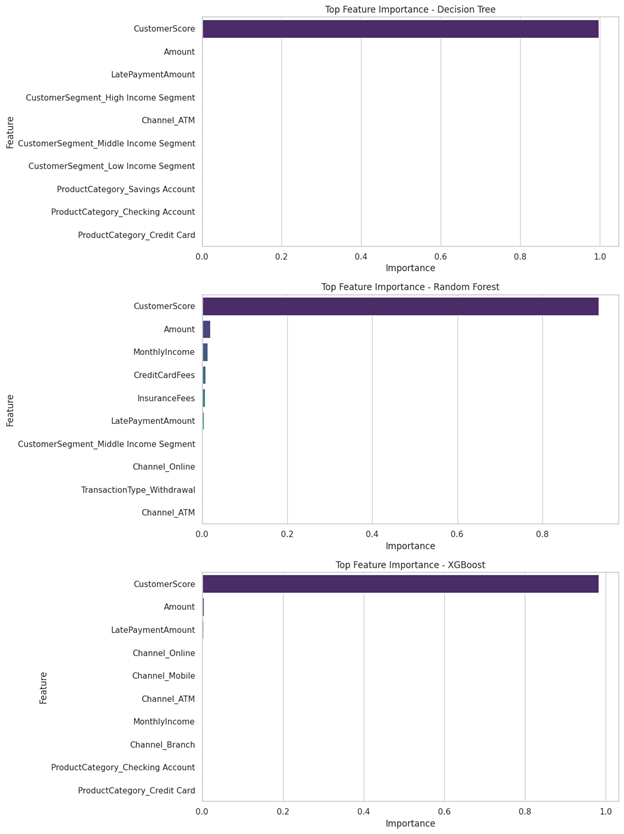 Top Feature Importance - Decision Tree
CustomerScore
Amount
LatePaymentAmount
CustomerSegment_High Income Segment
Channel_ATM
CustomerSegment_Middle Income Segment
CustomerSegment_Low Income Segment
ProductCategory_Savings Account
ProductCategory_Checking Account
ProductCategory_Credit Card
Feature
0.0 0.2 0.4 0.6 0.8 1.0
Importance
Top Feature Importance - Random Forest
CustomerScore
Amount
MonthlyIncome
CreditCardFees
InsuranceFees
LatePaymentAmount
CustomerSegment_Middle Income Segment
Channel_Online
TransactionType_Withdrawal
Channel_ATM
Feature
0.0 0.2 0.4 0.6 0.8
Importance
Top Feature Importance - XGBoost
CustomerScore
Amount
LatePaymentAmount
Channel_Online
Channel_Mobile
Channel_ATM
MonthlyIncome
Channel_Branch
ProductCategory_Checking Account
ProductCategory_Credit Card
Feature
0.0 0.2 0.4 0.6 0.8 1.0
Importance